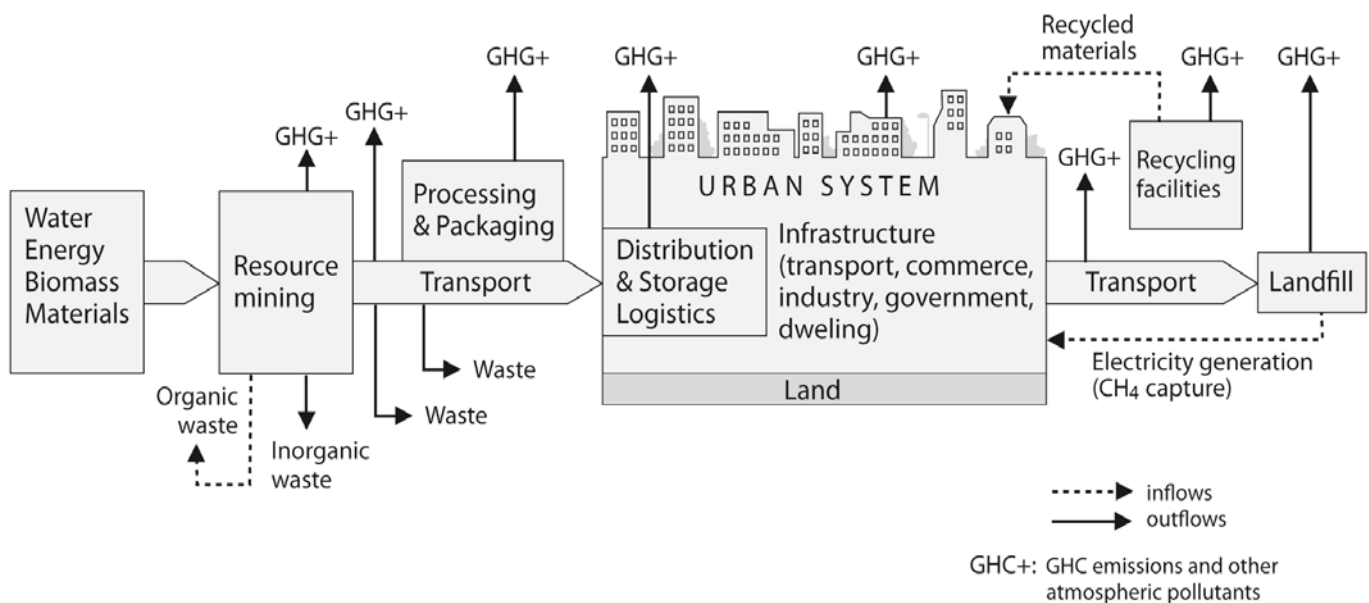 Water
Energy
Biomass
Materials
Resource
mining
GHG+
Organic
waste
Inorganic
waste
GHG+
Waste
Waste
Processing
& Packaging
GHG+
Transport
GHG+
URBAN SYSTEM
Distribution
& Storage
Logistics
Infrastructure
(transport, commerce,
industry, government,
dweling)
GHG+
Land
Recycled
materials
GHG+
Recycling
facilities
GHG+
Transport
GHG+
Landfill
Electricity generation
(CH4 capture)
inflows
outflows
GHC+: GHC emissions and other
atmospheric pollutants